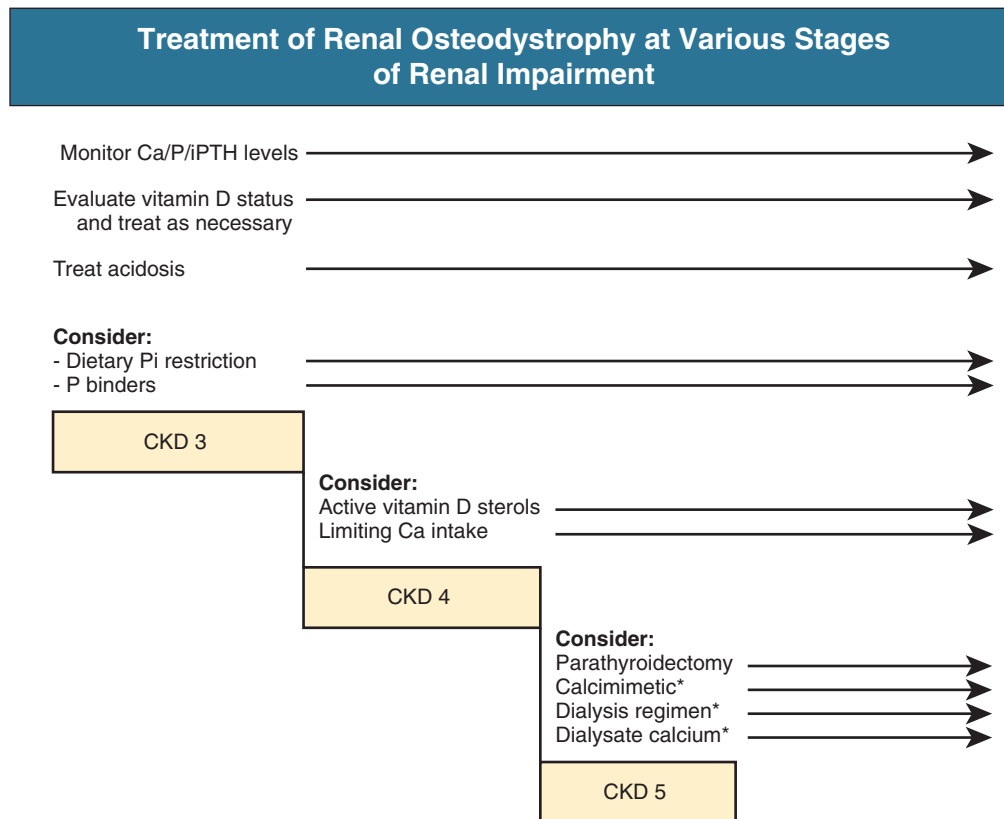 Treatment of Renal Osteodystrophy at Various Stages
of Renal Impairment
Monitor Ca/P/iPTH levels
Evaluate vitamin D status
and treat as necessary
Treat acidosis
Consider:
- Dietary Pi restriction
- P binders
CKD 3
Consider:
Active vitamin D sterols
Limiting Ca intake
CKD 4
Consider:
Parathyroidectomy
Calcimimetic*
Dialysis regimen*
Dialysate calcium*
CKD 5